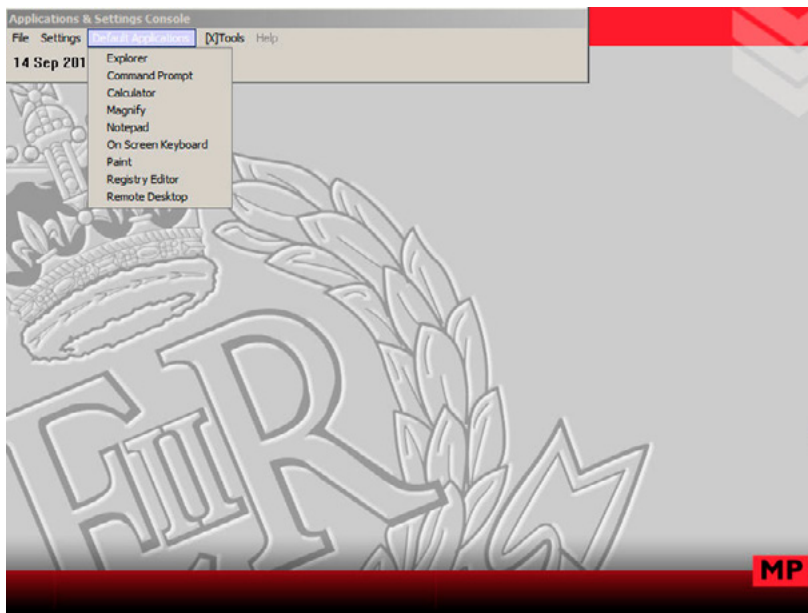 Applications & Settings Console
File Settings Default Applications [X]Tools Help
14 Sep 201
Explorer
Command Prompt
Calculator
Magnify
Notepad
On Screen Keyboard
Paint
Registry Editor
Remote Desktop
E II R
MP